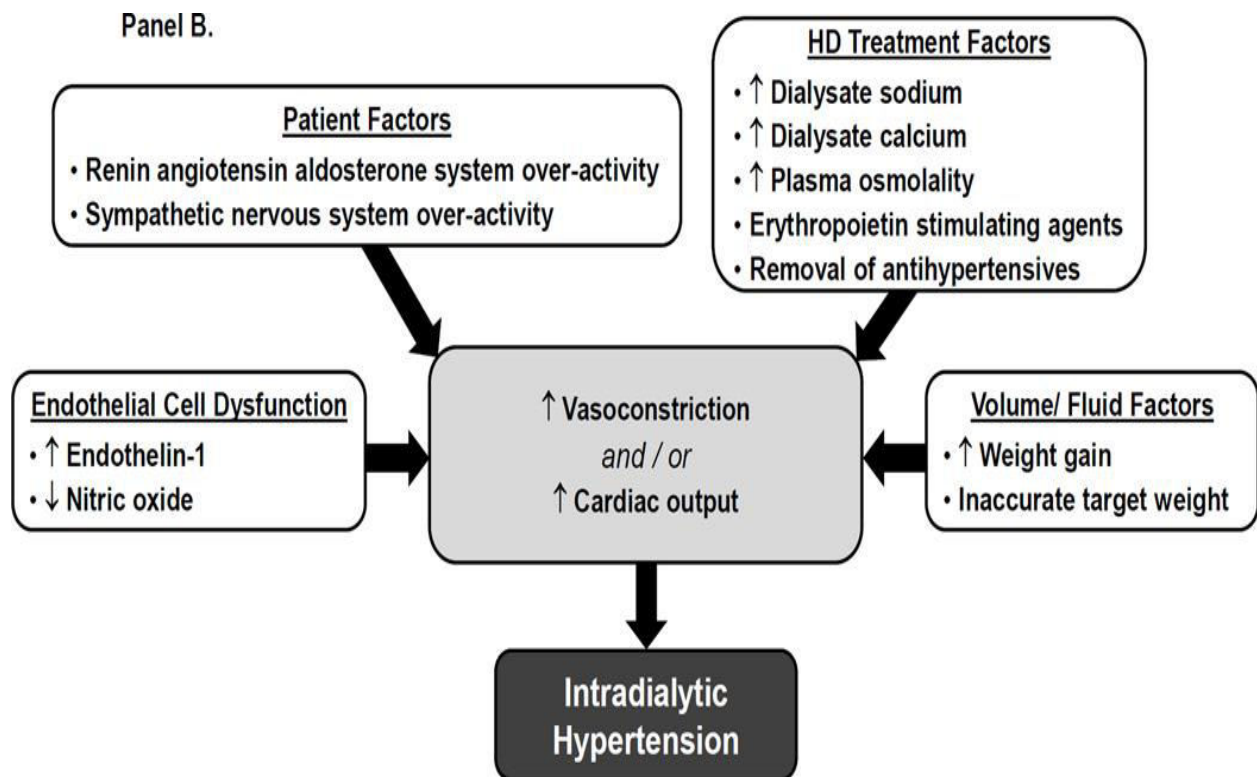 Panel B.
Patient Factors
• Renin angiotensin aldosterone system over-activity
• Sympathetic nervous system over-activity
HD Treatment Factors
• ↑ Dialysate sodium
• ↑ Dialysate calcium
• ↑ Plasma osmolality
• Erythropoietin stimulating agents
• Removal of antihypertensives
Endothelial Cell Dysfunction
• ↑ Endothelin-1
• ↓ Nitric oxide
↑ Vasoconstriction
and / or
↑ Cardiac output
Volume/ Fluid Factors
• ↑ Weight gain
• Inaccurate target weight
Intradialytic
Hypertension